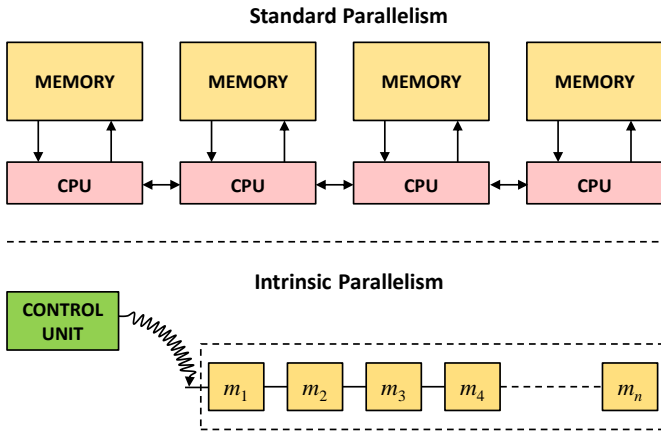 Standard Parallelism
MEMORY MEMORY MEMORY MEMORY
CPU CPU CPU CPU
Intrinsic Parallelism
CONTROL
UNIT
m1 m2 m3 m4 mn